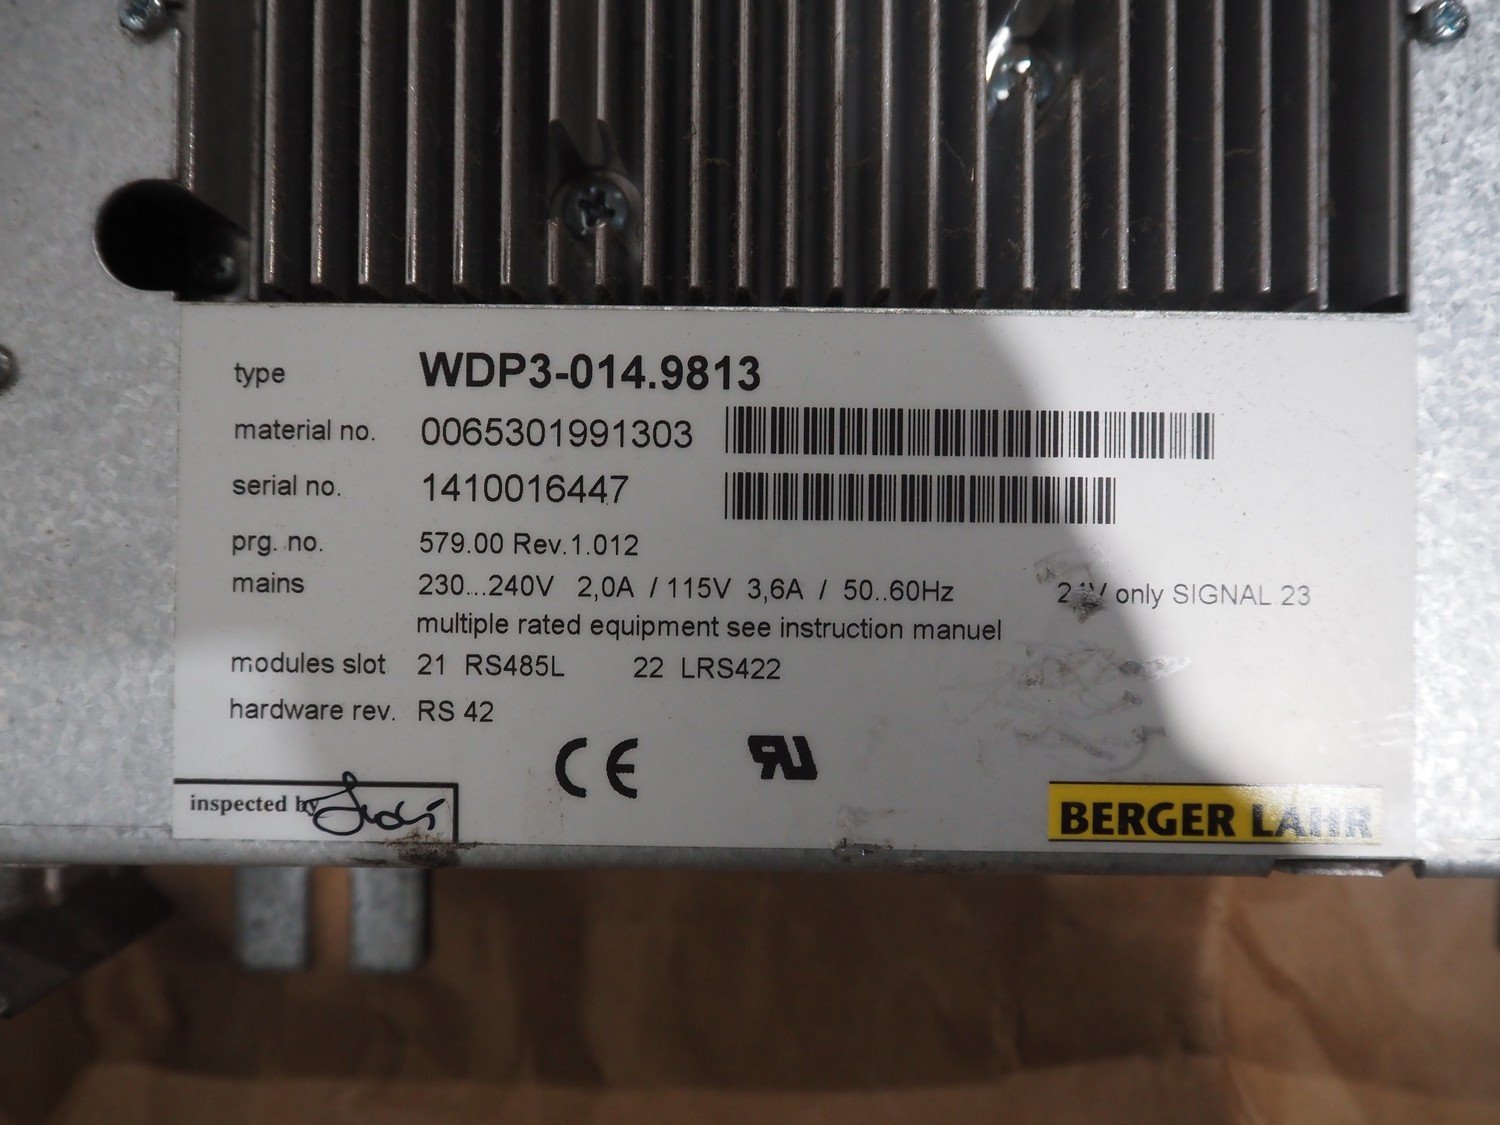 type WDP3-014.9813
material no. 0065301991303
serial no. 1410016447
prg. no. 579.00 Rev.1.012
mains 230...240V 2,0A / 115V 3,6A / 50..60Hz only SIGNAL 23
multiple rated equipment see instruction manuel
modules slot 21 RS485L 22 LRS422
hardware rev. RS 42
CE RU
inspected by
BERGER LAHR